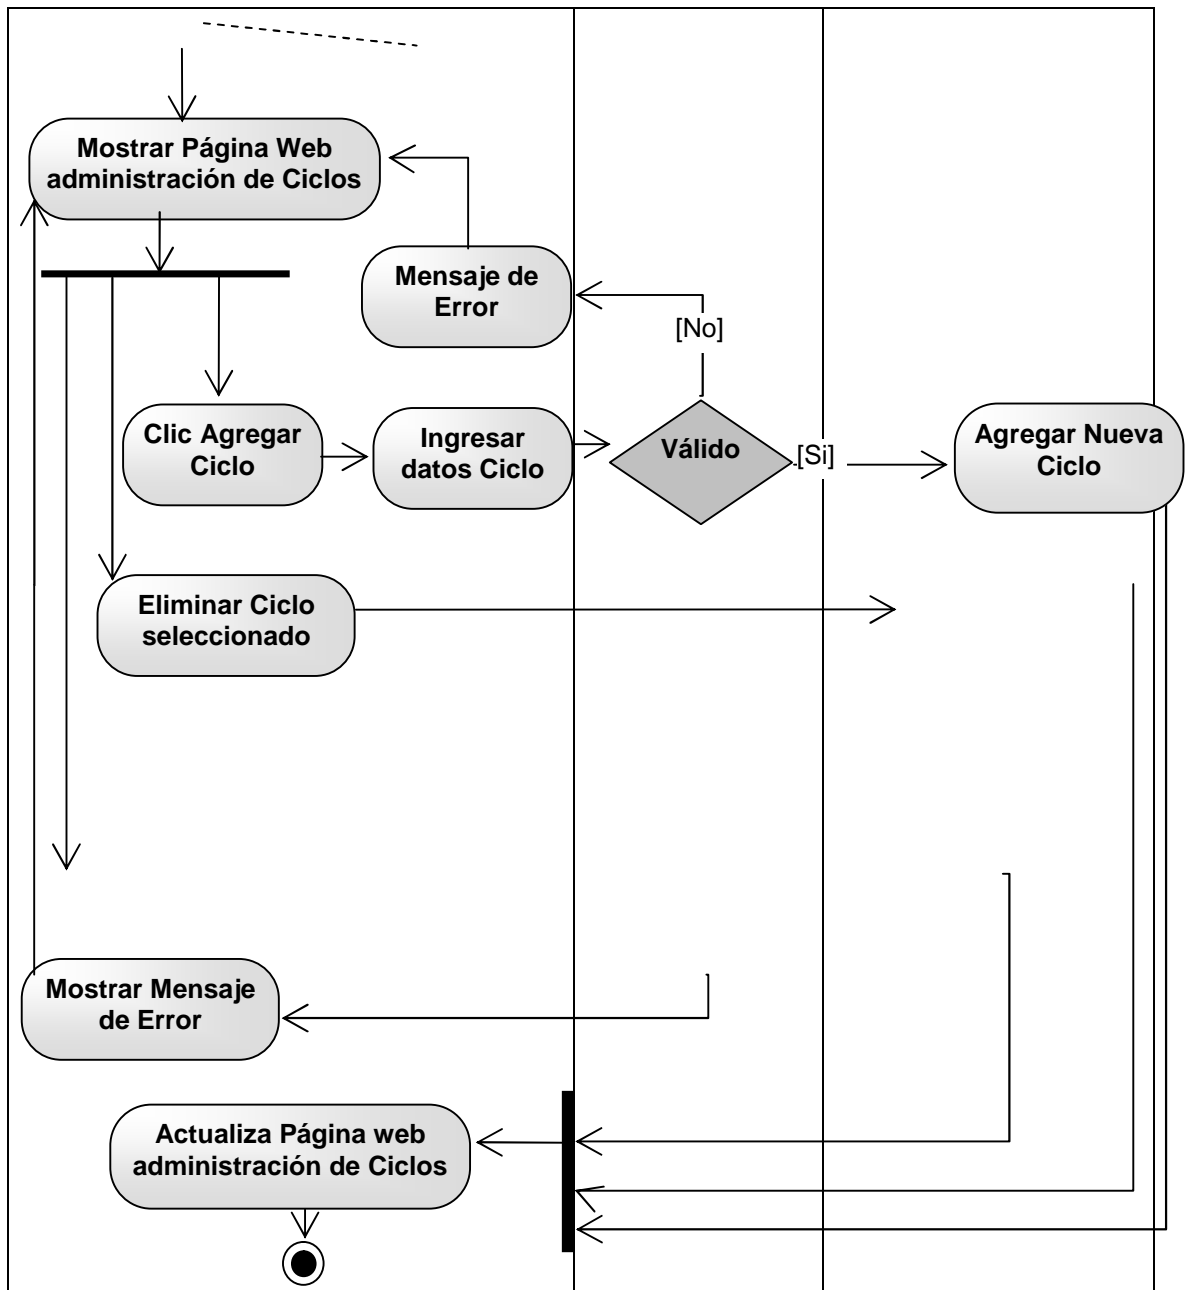 Mostrar Página Web
administración de Ciclos
Mensaje de
Error
[No]
Clic Agregar
Ciclo
Ingresar
datos Ciclo
Válido
[Si]
Agregar Nueva
Ciclo
Eliminar Ciclo
seleccionado
Mostrar Mensaje
de Error
Actualiza Página web
administración de Ciclos